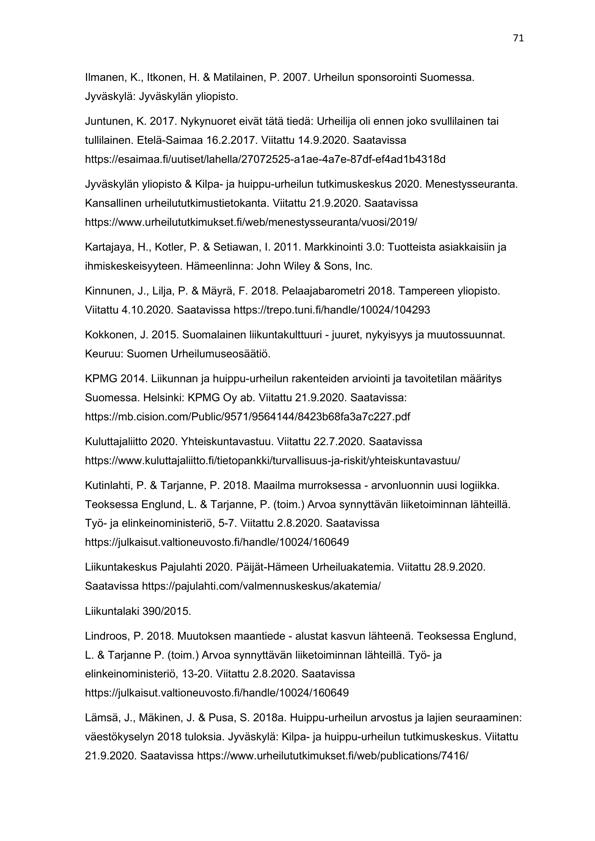 71
Ilmanen, K., Itkonen, H. & Matilainen, P. 2007. Urheilun sponsorointi Suomessa.
Jyväskylä: Jyväskylän yliopisto.
Juntunen, K. 2017. Nykynuoret eivät tätä tiedä: Urheilija oli ennen joko svullilainen tai
tullilainen. Etelä-Saimaa 16.2.2017. Viitattu 14.9.2020. Saatavissa
https://esaimaa.fi/uutiset/lahella/27072525-a1ae-4a7e-87df-ef4ad1b4318d
Jyväskylän yliopisto & Kilpa- ja huippu-urheilun tutkimuskeskus 2020. Menestysseuranta.
Kansallinen urheilututkimustietokanta. Viitattu 21.9.2020. Saatavissa
https://www.urheilututkimukset.fi/web/menestysseuranta/vuosi/2019/
Kartajaya, H., Kotler, P. & Setiawan, I. 2011. Markkinointi 3.0: Tuotteista asiakkaisiin ja
ihmiskeskeisyyteen. Hämeenlinna: John Wiley & Sons, Inc.
Kinnunen, J., Lilja, P. & Mäyrä, F. 2018. Pelaajabarometri 2018. Tampereen yliopisto.
Viitattu 4.10.2020. Saatavissa https://trepo.tuni.fi/handle/10024/104293
Kokkonen, J. 2015. Suomalainen liikuntakulttuuri - juuret, nykyisyys ja muutossuunnat.
Keuruu: Suomen Urheilumuseosäätiö.
KPMG 2014. Liikunnan ja huippu-urheilun rakenteiden arviointi ja tavoitetilan määritys
Suomessa. Helsinki: KPMG Oy ab. Viitattu 21.9.2020. Saatavissa:
https://mb.cision.com/Public/9571/9564144/8423b68fa3a7c227.pdf
Kuluttajaliitto 2020. Yhteiskuntavastuu. Viitattu 22.7.2020. Saatavissa
https://www.kuluttajaliitto.fi/tietopankki/turvallisuus-ja-riskit/yhteiskuntavastuu/
Kutinlahti, P. & Tarjanne, P. 2018. Maailma murroksessa - arvonluonnin uusi logiikka.
Teoksessa Englund, L. & Tarjanne, P. (toim.) Arvoa synnyttävän liiketoiminnan lähteillä.
Työ- ja elinkeinoministeriö, 5-7. Viitattu 2.8.2020. Saatavissa
https://julkaisut.valtioneuvosto.fi/handle/10024/160649
Liikuntakeskus Pajulahti 2020. Päijät-Hämeen Urheiluakatemia. Viitattu 28.9.2020.
Saatavissa https://pajulahti.com/valmennuskeskus/akatemia/
Liikuntalaki 390/2015.
Lindroos, P. 2018. Muutoksen maantiede - alustat kasvun lähteenä. Teoksessa Englund,
L. & Tarjanne P. (toim.) Arvoa synnyttävän liiketoiminnan lähteillä. Työ- ja
elinkeinoministeriö, 13-20. Viitattu 2.8.2020. Saatavissa
https://julkaisut.valtioneuvosto.fi/handle/10024/160649
Lämsä, J., Mäkinen, J. & Pusa, S. 2018a. Huippu-urheilun arvostus ja lajien seuraaminen:
väestökyselyn 2018 tuloksia. Jyväskylä: Kilpa- ja huippu-urheilun tutkimuskeskus. Viitattu
21.9.2020. Saatavissa https://www.urheilututkimukset.fi/web/publications/7416/